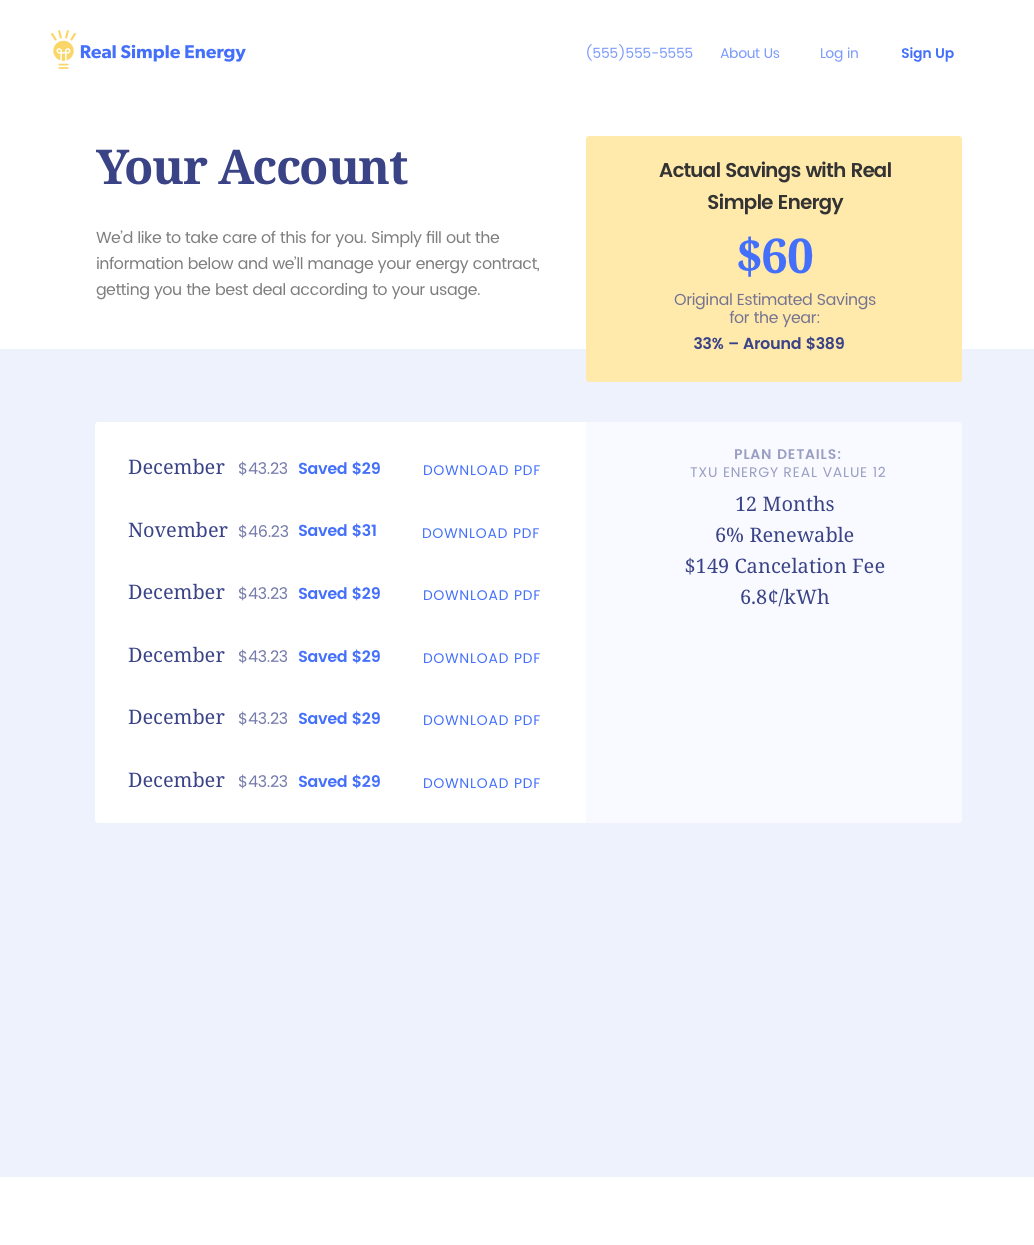 Real Simple Energy
(555)555-5555 About Us Log in Sign Up
Your Account
We'd like to take care of this for you. Simply fill out the
information below and we'll manage your energy contract,
getting you the best deal according to your usage.
Actual Savings with Real
Simple Energy
$60
Original Estimated Savings
for the year:
33% – Around $389
December $43.23 Saved $29 DOWNLOAD PDF
November $46.23 Saved $31 DOWNLOAD PDF
December $43.23 Saved $29 DOWNLOAD PDF
December $43.23 Saved $29 DOWNLOAD PDF
December $43.23 Saved $29 DOWNLOAD PDF
December $43.23 Saved $29 DOWNLOAD PDF
PLAN DETAILS:
TXU ENERGY REAL VALUE 12
12 Months
6% Renewable
$149 Cancelation Fee
6.8¢/kWh